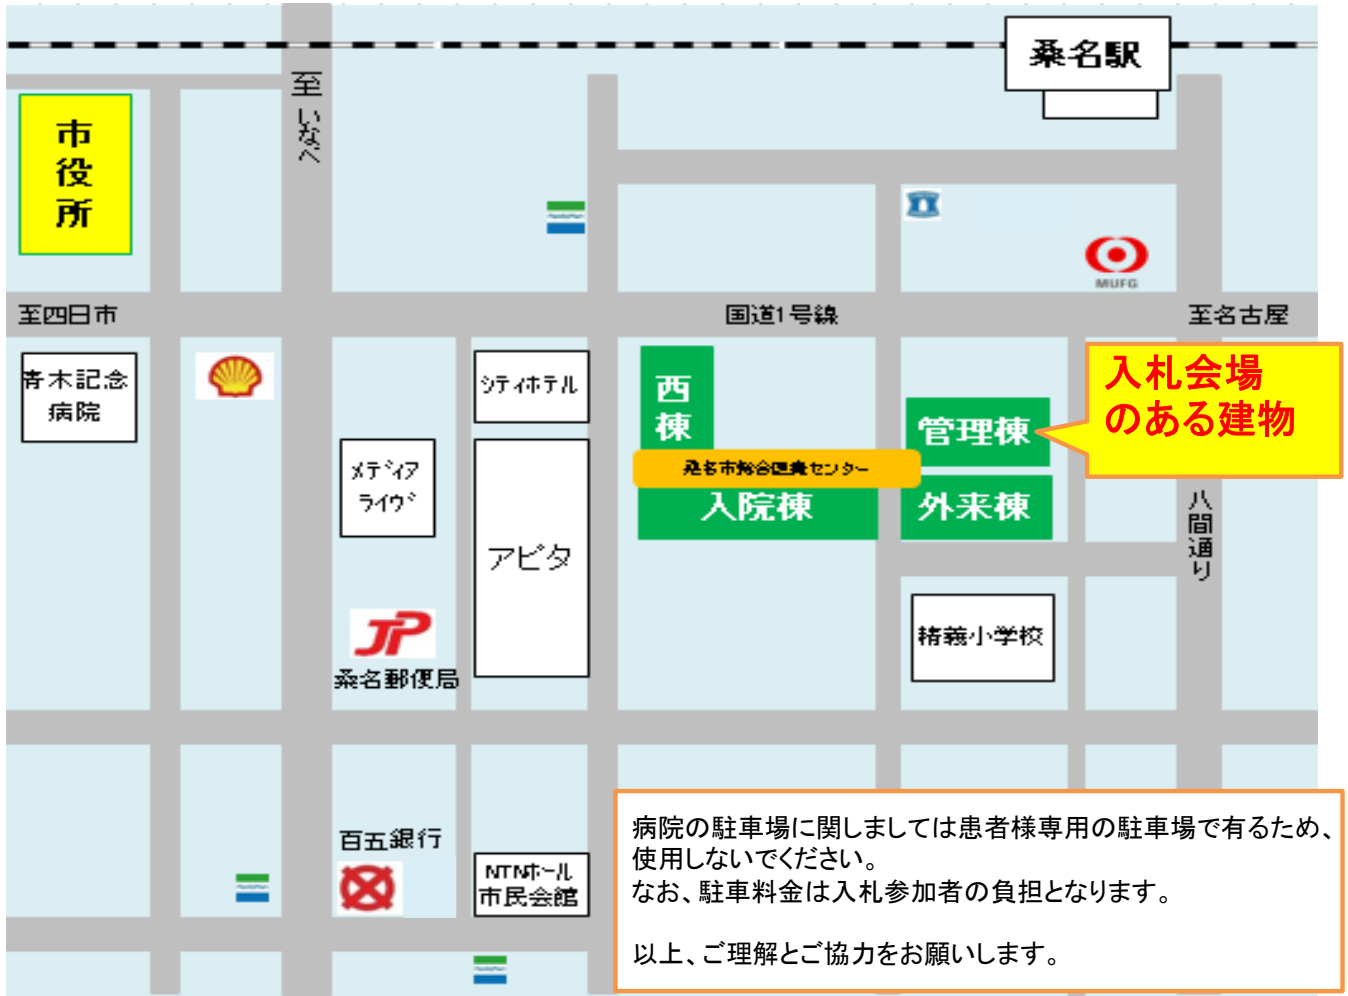 桑名駅
至いなべ
市役所
MUFG
至四日市
国道1号線
至名古屋
青木記念
病院
シティホテル
西棟
入札会場
のある建物
管理棟
メディア
ライヴ
桑名市総合医療センター
入院棟
外来棟
八間通り
アピタ
JP
桑名郵便局
精義小学校
百五銀行
NTNホール
市民会館
病院の駐車場に関しましては患者様専用の駐車場で有るため、
使用しないでください。
なお、駐車料金は入札参加者の負担となります。
以上、ご理解とご協力をお願いします。